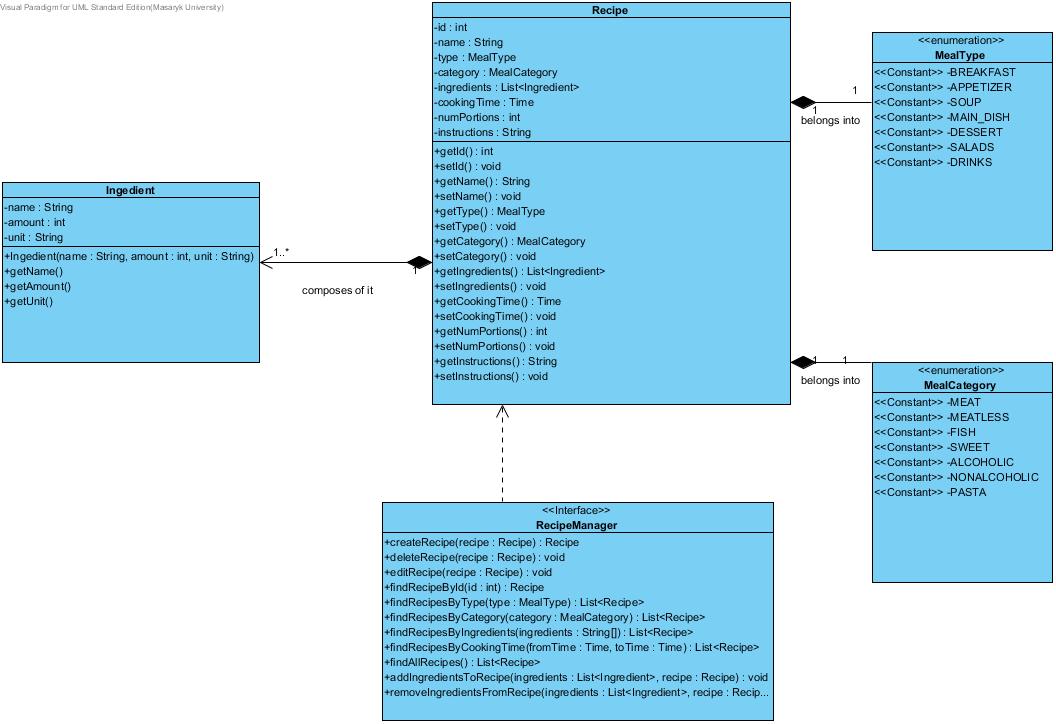 Visual Paradigm for UML Standard Edition(Masaryk University)
Recipe
-id : int
-name : String
-type : MealType
-category : MealCategory
-ingredients : List<Ingredient>
-cookingTime : Time
-numPortions : int
-instructions : String
+getId() : int
+setId() : void
+getName() : String
+setName() : void
+getType() : MealType
+setType() : void
+getCategory() : MealCategory
+setCategory() : void
+getIngredients() : List<Ingredient>
+setIngredients() : void
+getCookingTime() : Time
+setCookingTime() : void
+getNumPortions() : int
+setNumPortions() : void
+getInstructions() : String
+setInstructions() : void
<<enumeration>>
MealType
<<Constant>> -BREAKFAST
<<Constant>> -APPETIZER
<<Constant>> -SOUP
<<Constant>> -MAIN_DISH
<<Constant>> -DESSERT
<<Constant>> -SALADS
<<Constant>> -DRINKS
1
1
belongs into
Ingedient
-name : String
-amount : int
-unit : String
+Ingedient(name : String, amount : int, unit : String)
+getName()
+getAmount()
+getUnit()
1..*
1
composes of it
1
1
belongs into
<<enumeration>>
MealCategory
<<Constant>> -MEAT
<<Constant>> -MEATLESS
<<Constant>> -FISH
<<Constant>> -SWEET
<<Constant>> -ALCOHOLIC
<<Constant>> -NONALCOHOLIC
<<Constant>> -PASTA
<<Interface>>
RecipeManager
+createRecipe(recipe : Recipe) : Recipe
+deleteRecipe(recipe : Recipe) : void
+editRecipe(recipe : Recipe) : void
+findRecipeById(id : int) : Recipe
+findRecipesByType(type : MealType) : List<Recipe>
+findRecipesByCategory(category : MealCategory) : List<Recipe>
+findRecipesByIngredients(ingredients : String[]) : List<Recipe>
+findRecipesByCookingTime(fromTime : Time, toTime : Time) : List<Recipe>
+findAllRecipes() : List<Recipe>
+addIngredientsToRecipe(ingredients : List<Ingredient>, recipe : Recipe) : void
+removeIngredientsFromRecipe(ingredients : List<Ingredient>, recipe : Recip...